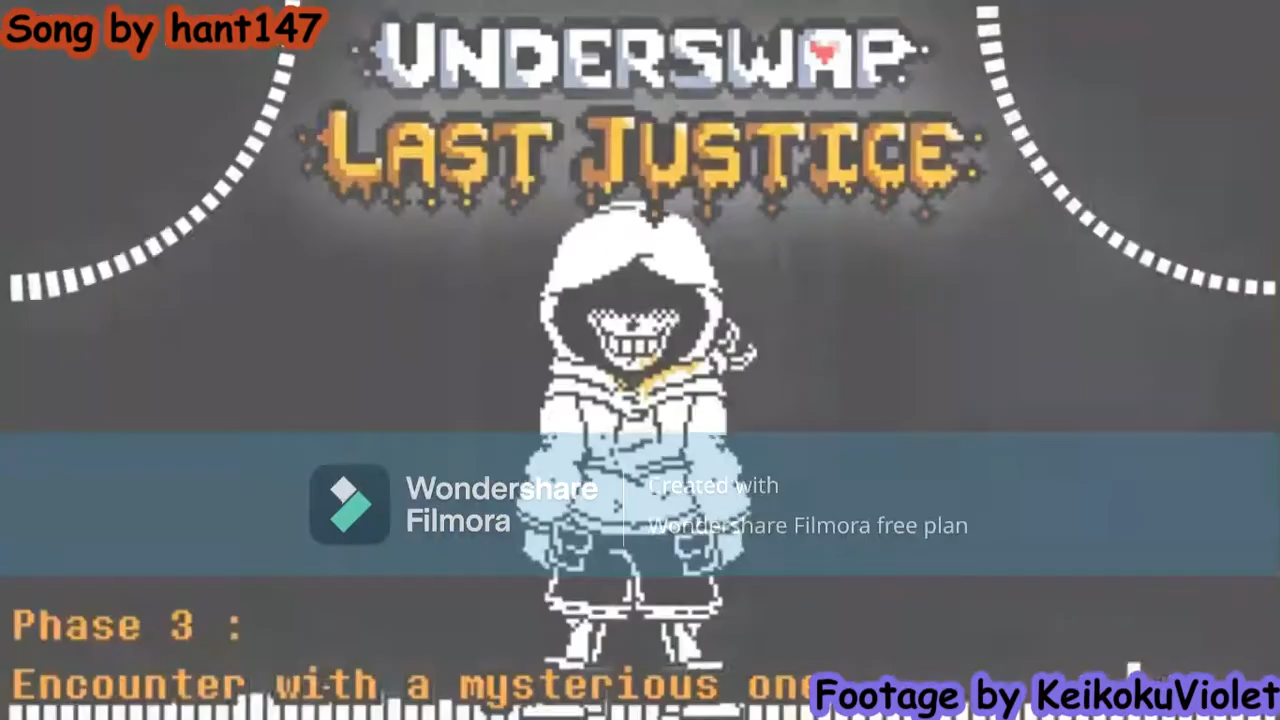 Song by hant147
UNDERSWAP
LAST JUSTICE
Wondershare
Filmora
Created with
Wondershare Filmora free plan
Phase 3 :
Encounter with a mysterious one
Footage by KeikokuViolet